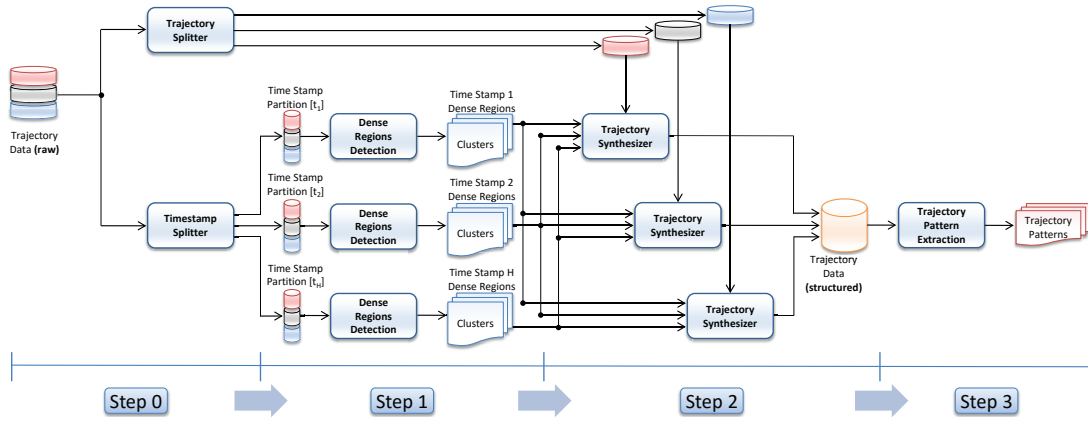 Trajectory
Splitter
Trajectory
Data (raw)
Time Stamp
Partition [t1]
Dense
Regions
Detection
Time Stamp 1
Dense Regions
Clusters
Trajectory
Synthesizer
Timestamp
Splitter
Time Stamp
Partition [t2]
Dense
Regions
Detection
Time Stamp 2
Dense Regions
Clusters
Trajectory
Synthesizer
Trajectory
Data
(structured)
Trajectory
Pattern
Extraction
Trajectory
Patterns
Time Stamp
Partition [tH]
Dense
Regions
Detection
Time Stamp H
Dense Regions
Clusters
Trajectory
Synthesizer
Step 0
Step 1
Step 2
Step 3